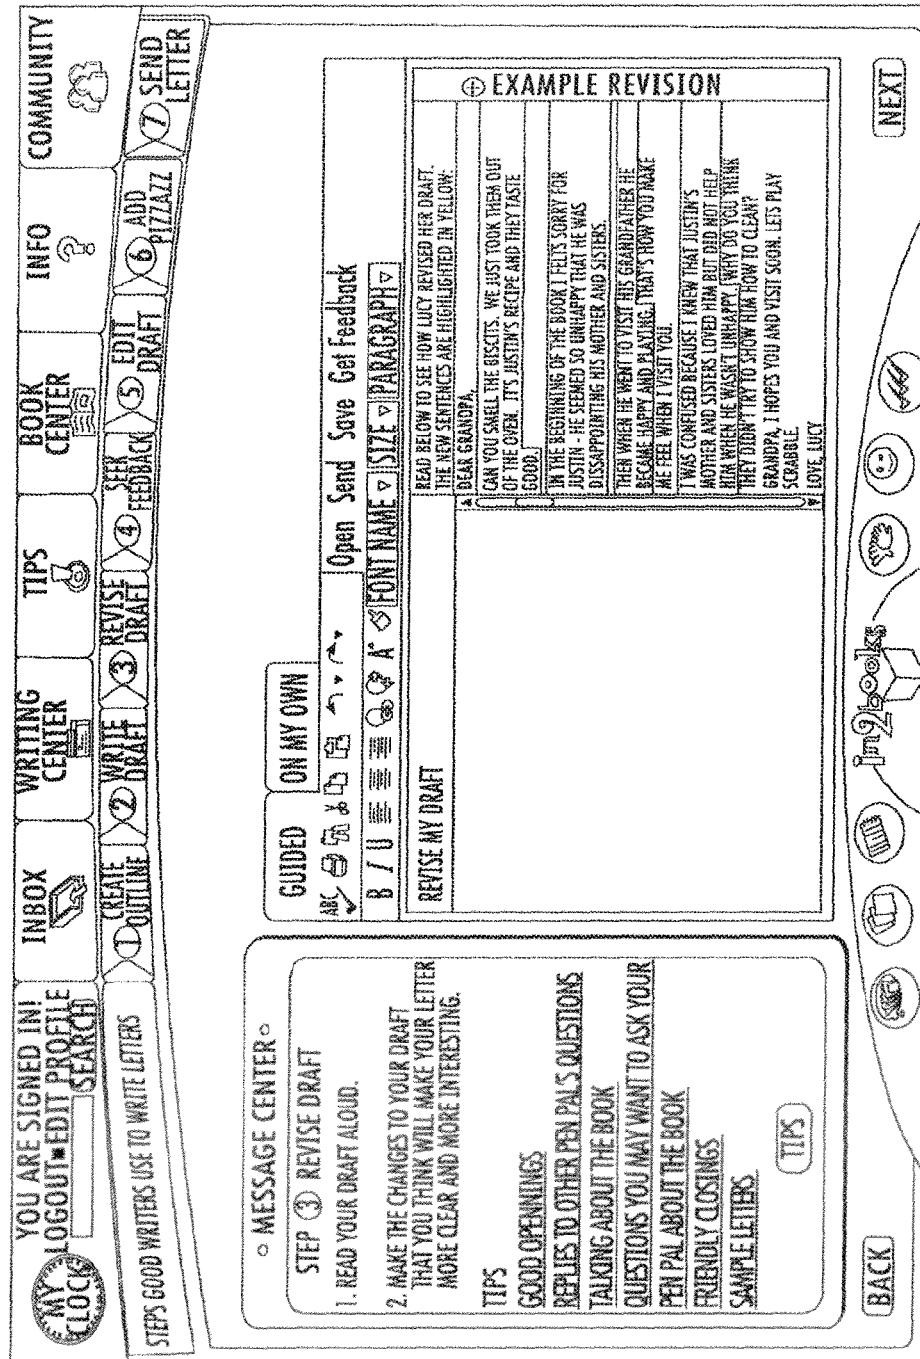 MY
CLOCK
YOU ARE SIGNED IN!
LOGOUT EDIT PROFILE
SEARCH
INBOX
WRITING
CENTER
TIPS
BOOK
CENTER
INFO
COMMUNITY
STEPS GOOD WRITERS USE TO WRITE LETTERS
1 CREATE
OUTLINE
2 WRITE
DRAFT
3 REVISE
DRAFT
4 SEEK
FEEDBACK
5 EDIT
DRAFT
6 ADD
PIZZAZZ
7 SEND
LETTER
MESSAGE CENTER
STEP 3 REVISE DRAFT
1. READ YOUR DRAFT ALOUD.
2. MAKE THE CHANGES TO YOUR DRAFT
THAT YOU THINK WILL MAKE YOUR LETTER
MORE CLEAR AND MORE INTERESTING.
TIPS
GOOD OPENNINGS
REPLIES TO OTHER PEN PAL'S QUESTIONS
TALKING ABOUT THE BOOK
QUESTIONS YOU MAY WANT TO ASK YOUR
PEN PAL ABOUT THE BOOK
FRIENDLY CLOSINGS
SAMPLE LETTERS
TIPS
GUIDED
ON MY OWN
ABC
Open Send Save Get Feedback
B I U
A
FONT NAME
SIZE
PARAGRAPH
REVISE MY DRAFT
READ BELOW TO SEE HOW LUCY REVISED HER DRAFT.
THE NEW SENTENCES ARE HIGHLIGHTED IN YELLOW:
DEAR GRANDPA,
CAN YOU SMELL THE BISCITS. WE JUST TOOK THEM OUT
OF THE OVEN. IT'S JUSTIN'S RECIPE AND THEY TASTE
GOOD.
IN THE BEGINNING OF THE BOOK I FELTS SORRY FOR
JUSTIN - HE SEEMED SO UNHAPPY THAT HE WAS
DISSAPPOINTING HIS MOTHER AND SISTERS.
THEN WHEN HE WENT TO VISIT HIS GRANDFATHER HE
BECAME HAPPY AND PLAYING. THAT'S HOW YOU MAKE
ME FEEL WHEN I VISIT YOU.
I WAS CONFUSED BECAUSE I KNEW THAT JUSTIN'S
MOTHER AND SISTERS LOVED HIM BUT DID NOT HELP
HIM WHEN HE WASN'T UNHAPPY. WHY DO YOU THINK
THEY DIDN'T TRY TO SHOW HIM HOW TO CLEAN?
GRANDPA, I HOPES YOU AND VISIT SOON. LETS PLAY
SCRABBLE.
LOVE, LUCY
EXAMPLE REVISION
BACK
in2books
NEXT